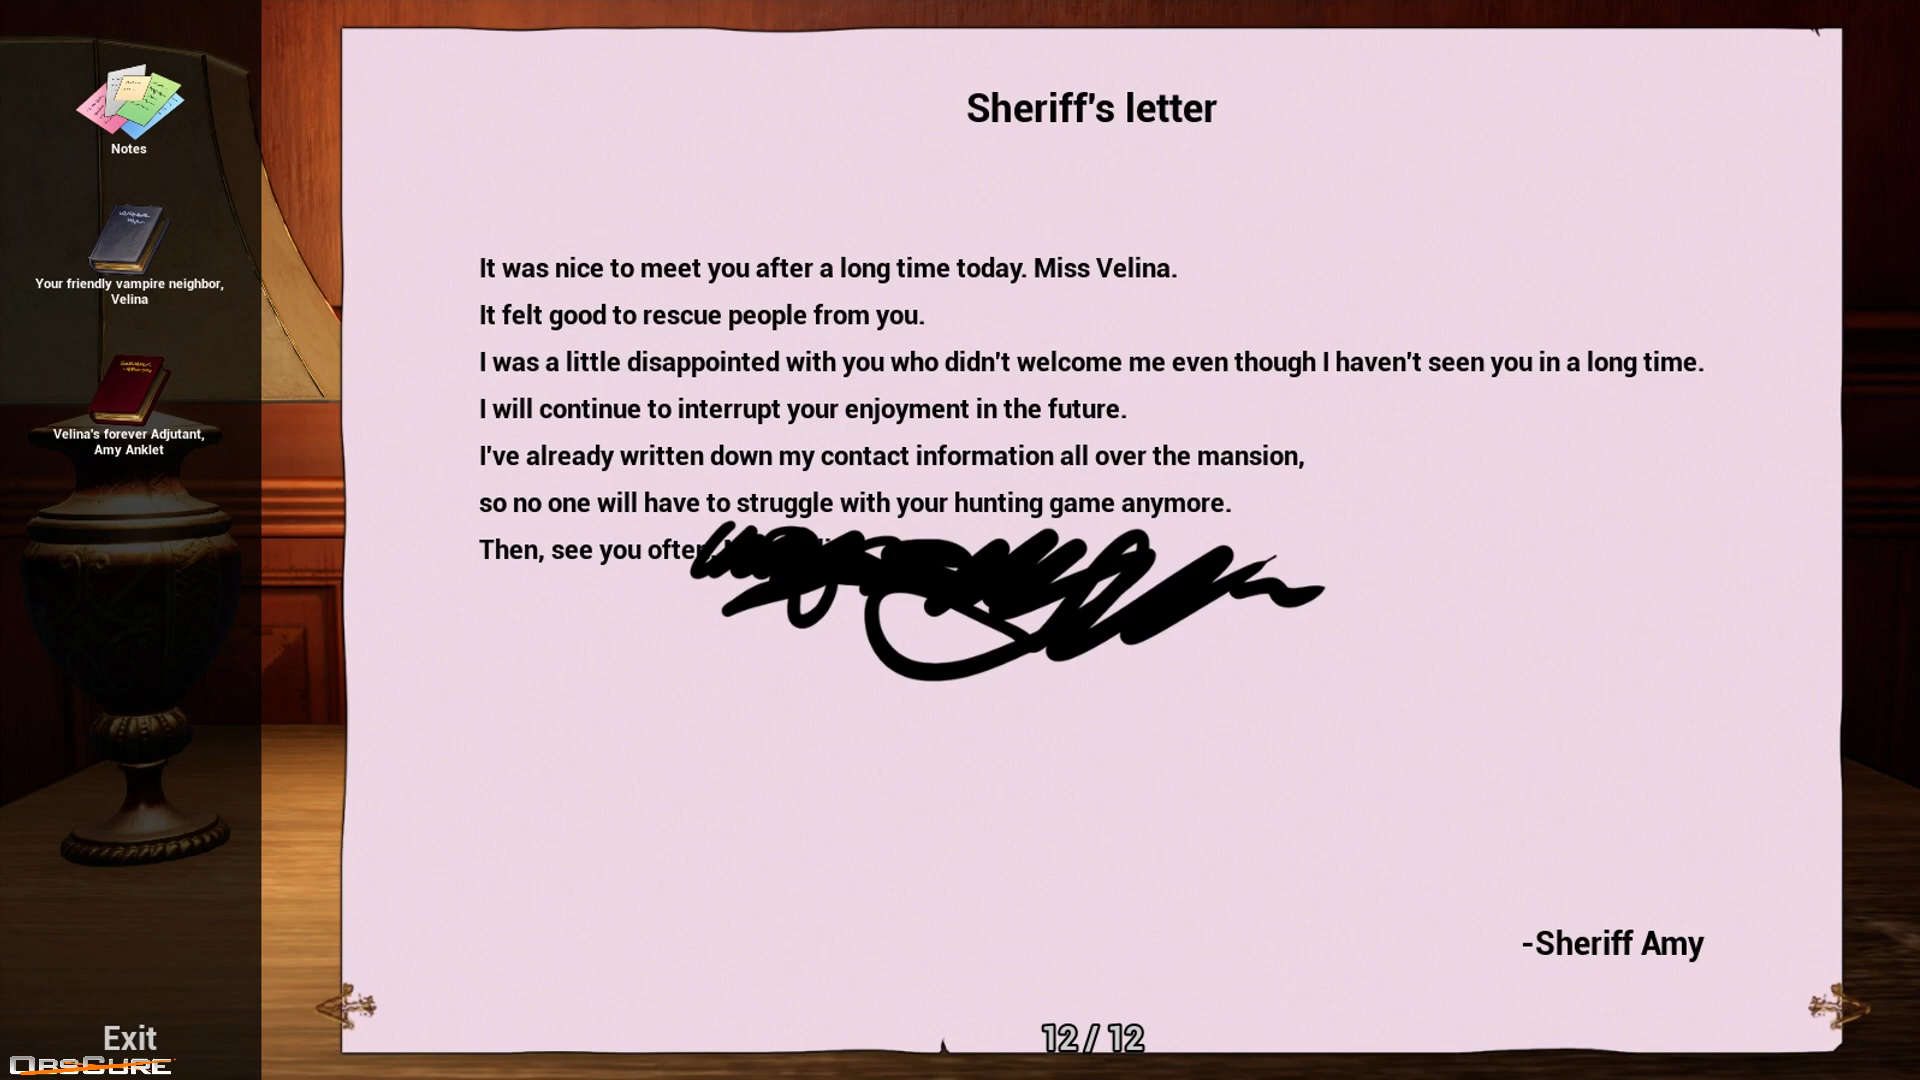 Sheriff's letter
Notes
Your friendly vampire neighbor,
Velina
Velina's forever Adjutant,
Amy Anklet
It was nice to meet you after a long time today. Miss Velina.
It felt good to rescue people from you.
I was a little disappointed with you who didn't welcome me even though I haven't seen you in a long time.
I will continue to interrupt your enjoyment in the future.
I've already written down my contact information all over the mansion,
so no one will have to struggle with your hunting game anymore.
Then, see you often.
-Sheriff Amy
12 / 12
Exit
OBSCURE